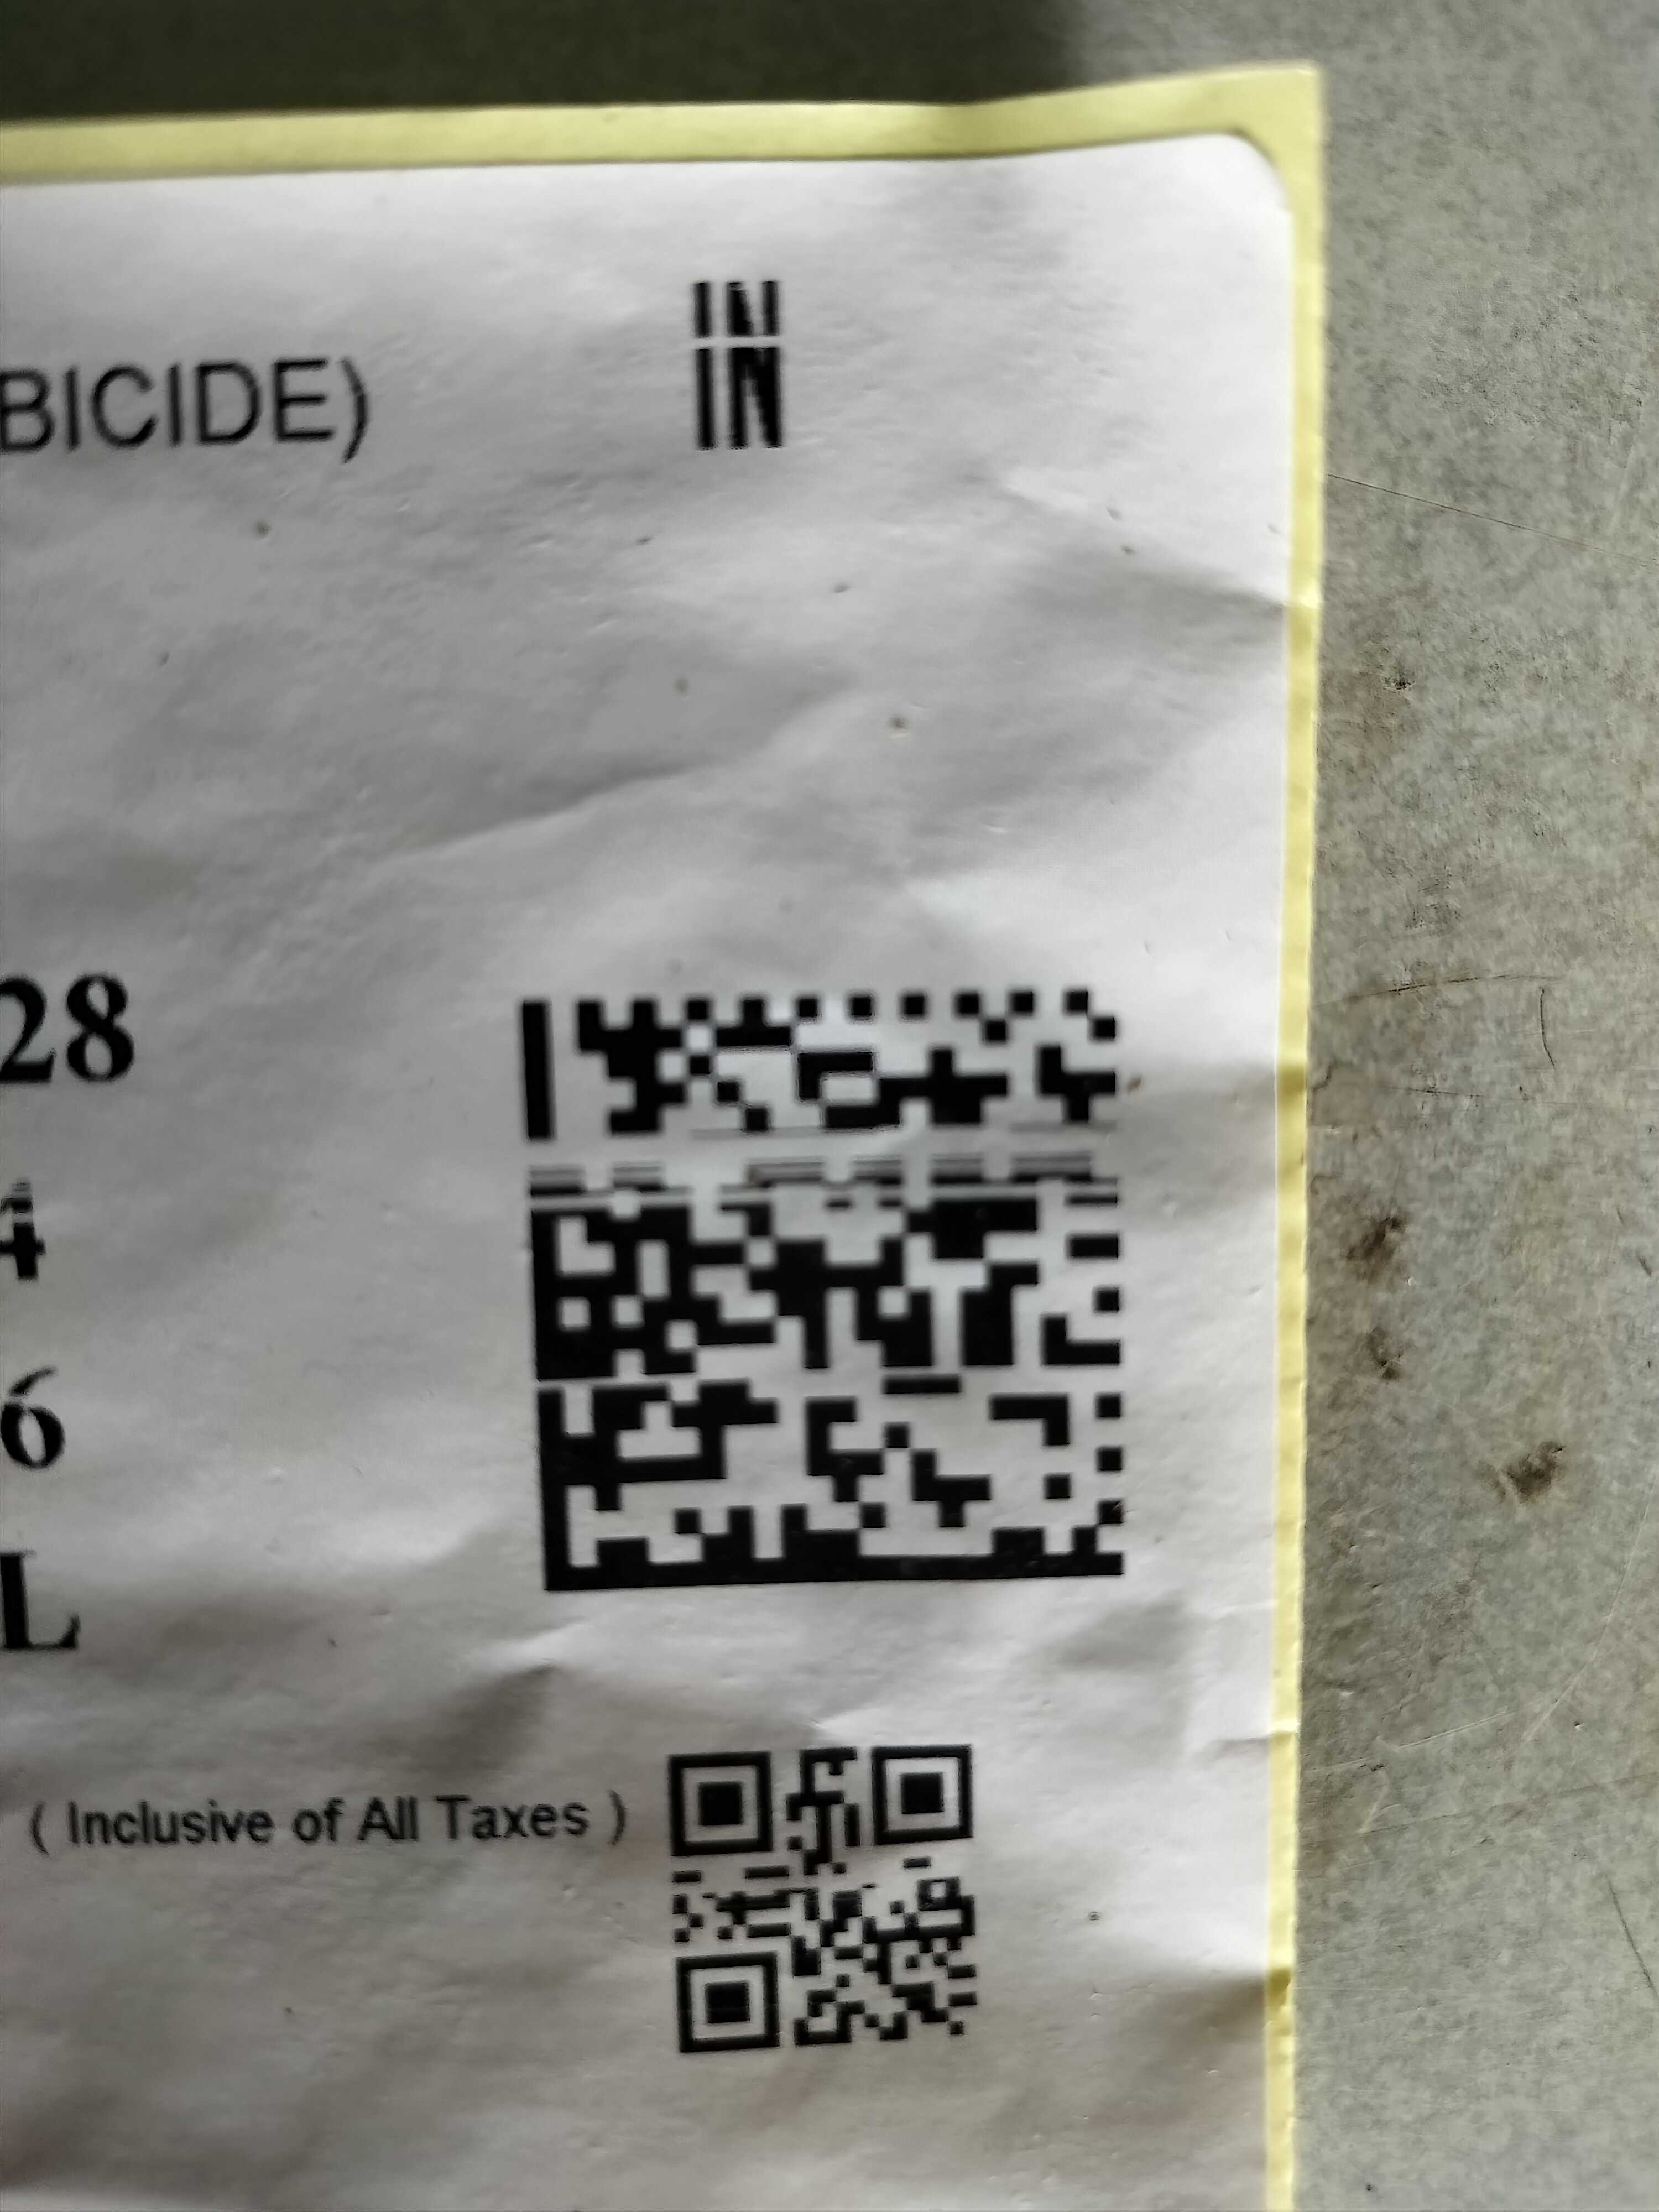 IN
BICIDE)
28
4
6
L
( Inclusive of All Taxes )